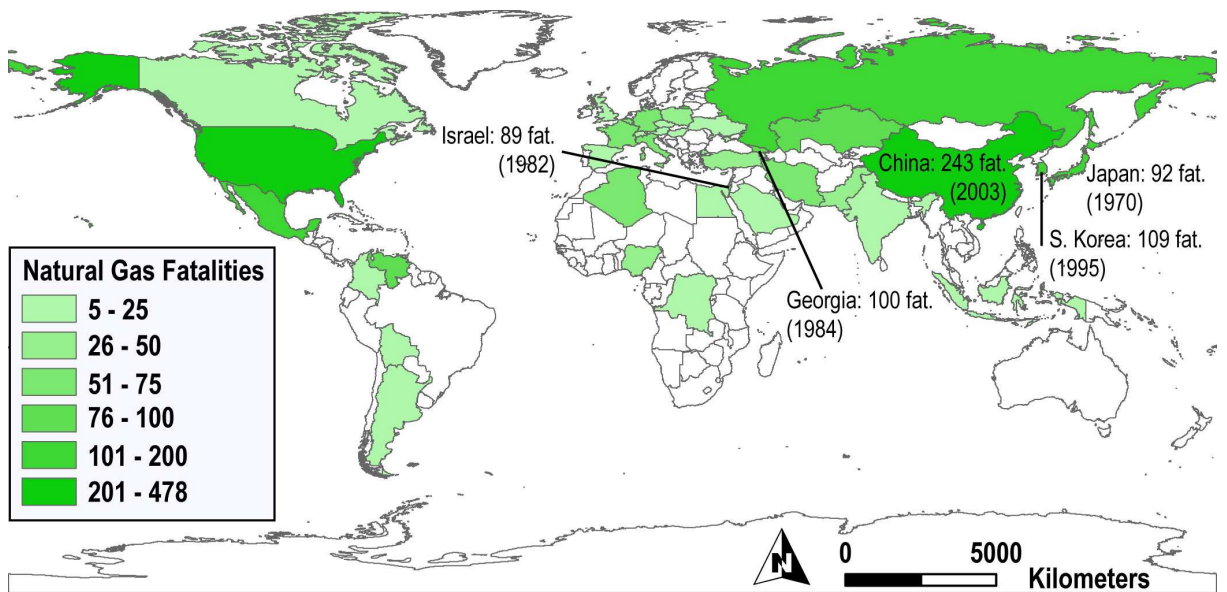 Israel: 89 fat.
(1982)
China: 243 fat.
(2003)
Japan: 92 fat.
(1970)
S. Korea: 109 fat.
(1995)
Georgia: 100 fat.
(1984)
Natural Gas Fatalities
5 - 25
26 - 50
51 - 75
76 - 100
101 - 200
201 - 478
N
0 5000
Kilometers